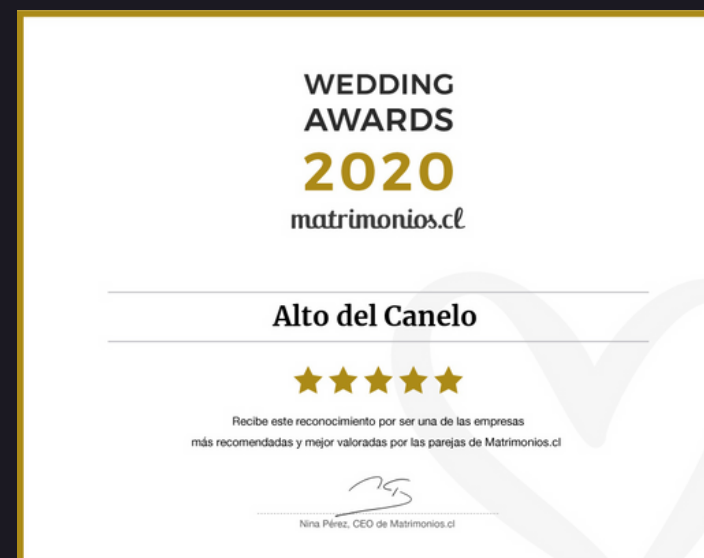 WEDDING
AWARDS
2020
matrimonios.cl
Alto del Canelo
Recibe este reconocimiento por ser una de las empresas
más recomendadas y mejor valoradas por las parejas de Matrimonios.cl
Nina Pérez, CEO de Matrimonios.cl